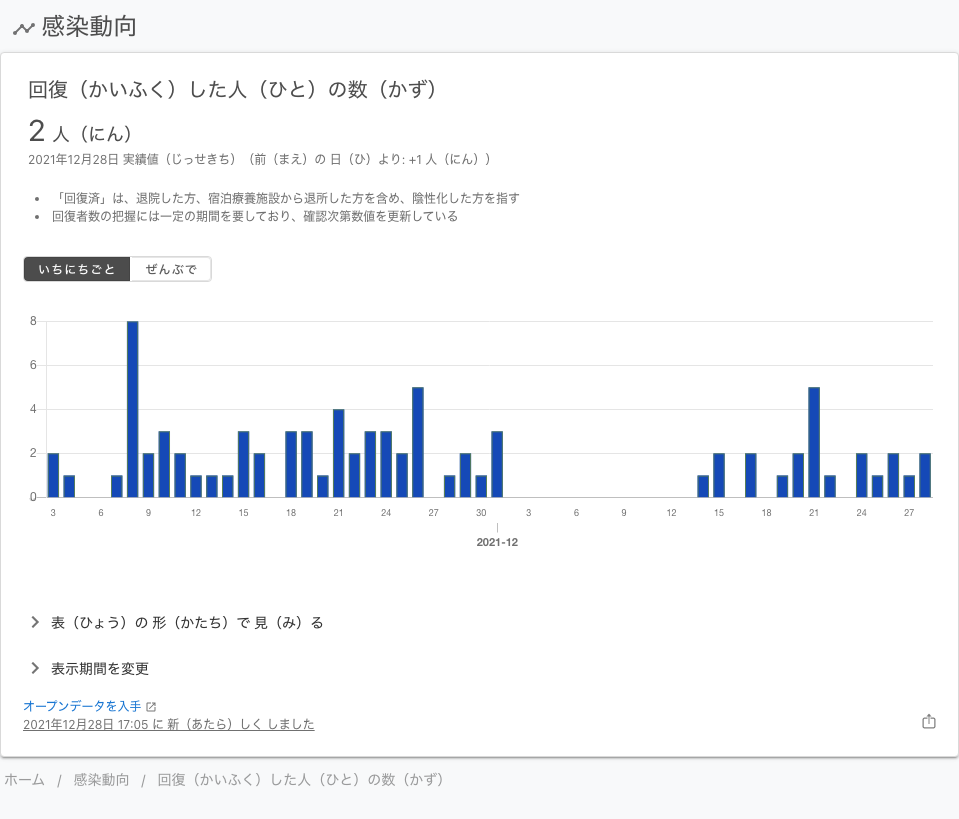 感染動向
回復（かいふく）した人（ひと）の数（かず）
2 人（にん）
2021年12月28日 実績値（じっせきち）（前（まえ）の 日（ひ）より: +1 人（にん））
• 「回復済」は、退院した方、宿泊療養施設から退所した方を含め、陰性化した方を指す
• 回復者数の把握には一定の期間を要しており、確認次第数値を更新している
いちにちごと ぜんぶで
8
6
4
2
0
3 6 9 12 15 18 21 24 27 30 3 6 9 12 15 18 21 24 27
2021-12
表（ひょう）の 形（かたち）で 見（み）る
表示期間を変更
オープンデータを入手
2021年12月28日 17:05 に 新（あたら）しく しました
ホーム / 感染動向 / 回復（かいふく）した人（ひと）の数（かず）